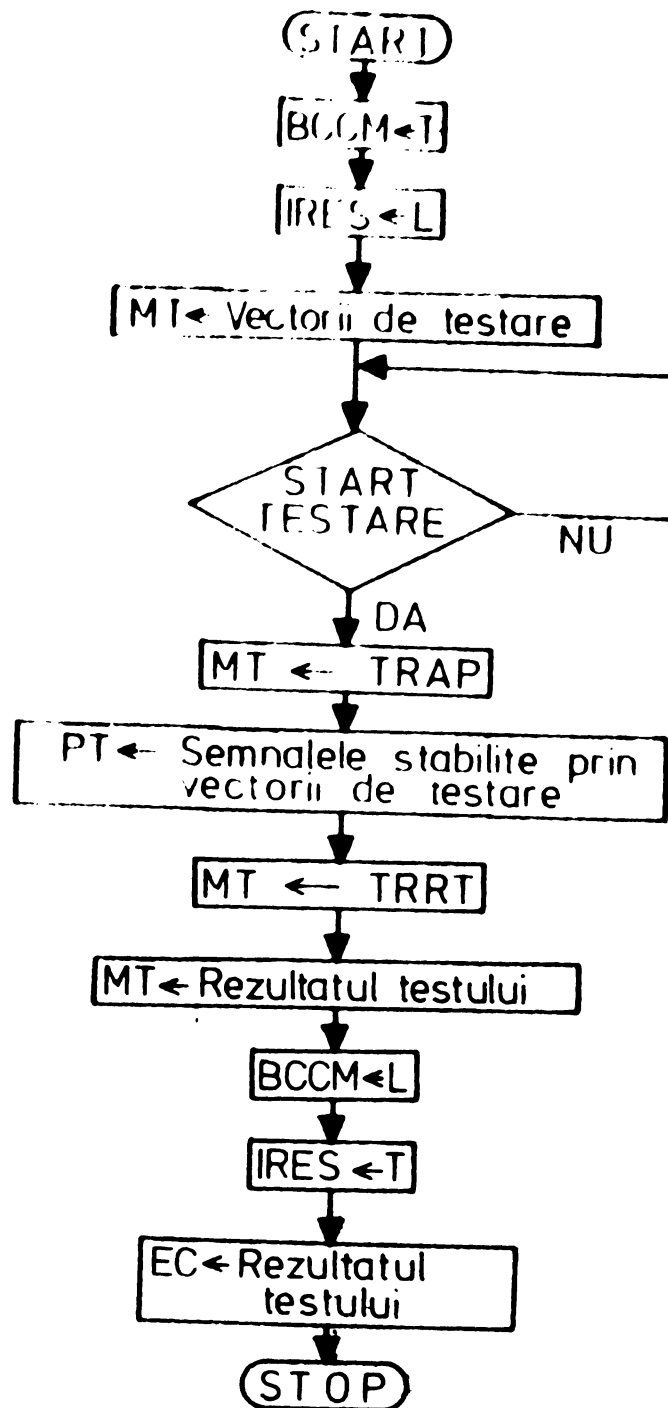 START
BCCM ← T
IRES ← L
MT ← Vectorii de testare
START
TESTARE
NU
DA
MT ← TRAP
PT ← Semnalele stabilite prin
vectorii de testare
MT ← TRRT
MT ← Rezultatul testului
BCCM ← L
IRES ← T
EC ← Rezultatul
testului
STOP